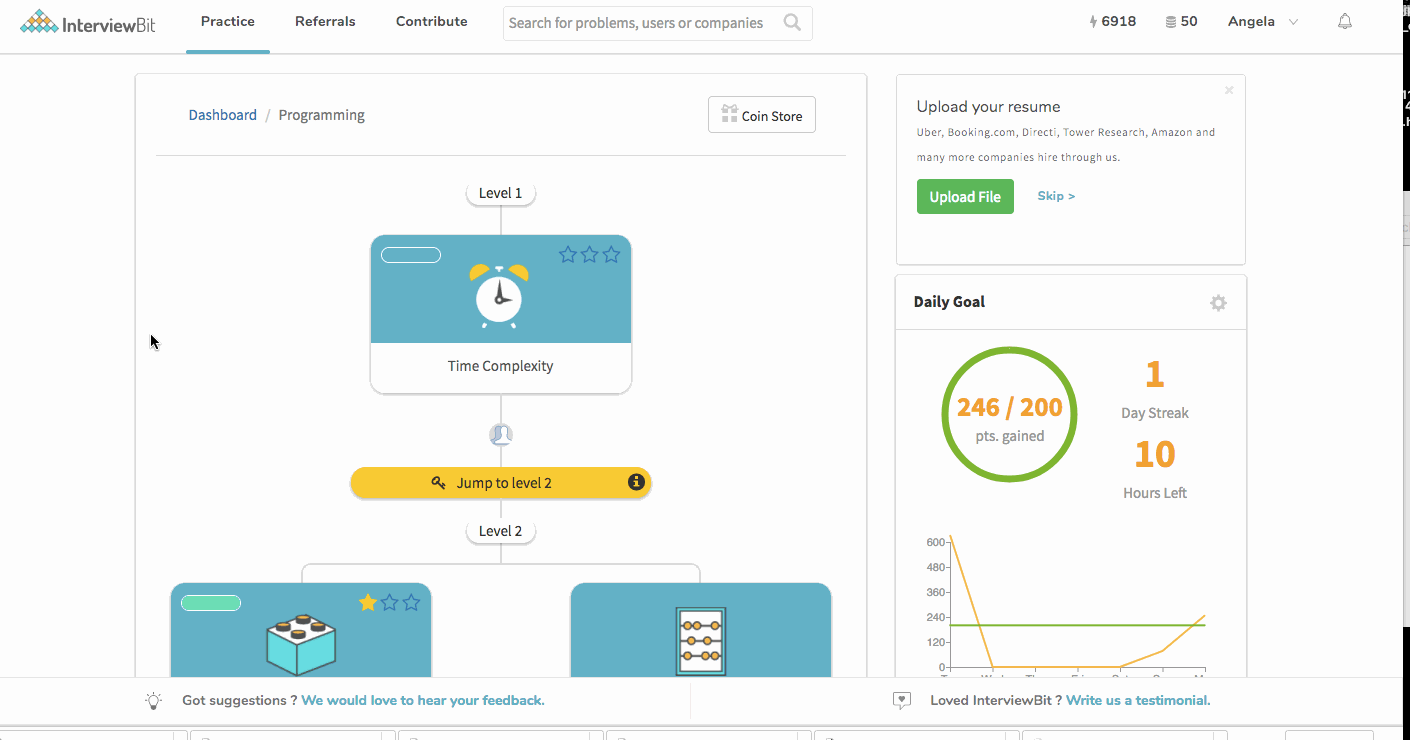 InterviewBit
Practice
Referrals
Contribute
Search for problems, users or companies
6918
50
Angela
Dashboard / Programming
Coin Store
Level 1
Time Complexity
Jump to level 2
Level 2
Upload your resume
Uber, Booking.com, Directi, Tower Research, Amazon and
many more companies hire through us.
Upload File
Skip >
Daily Goal
246 / 200
pts. gained
1
Day Streak
10
Hours Left
600
480
360
240
120
0
Got suggestions ? We would love to hear your feedback.
Loved InterviewBit ? Write us a testimonial.